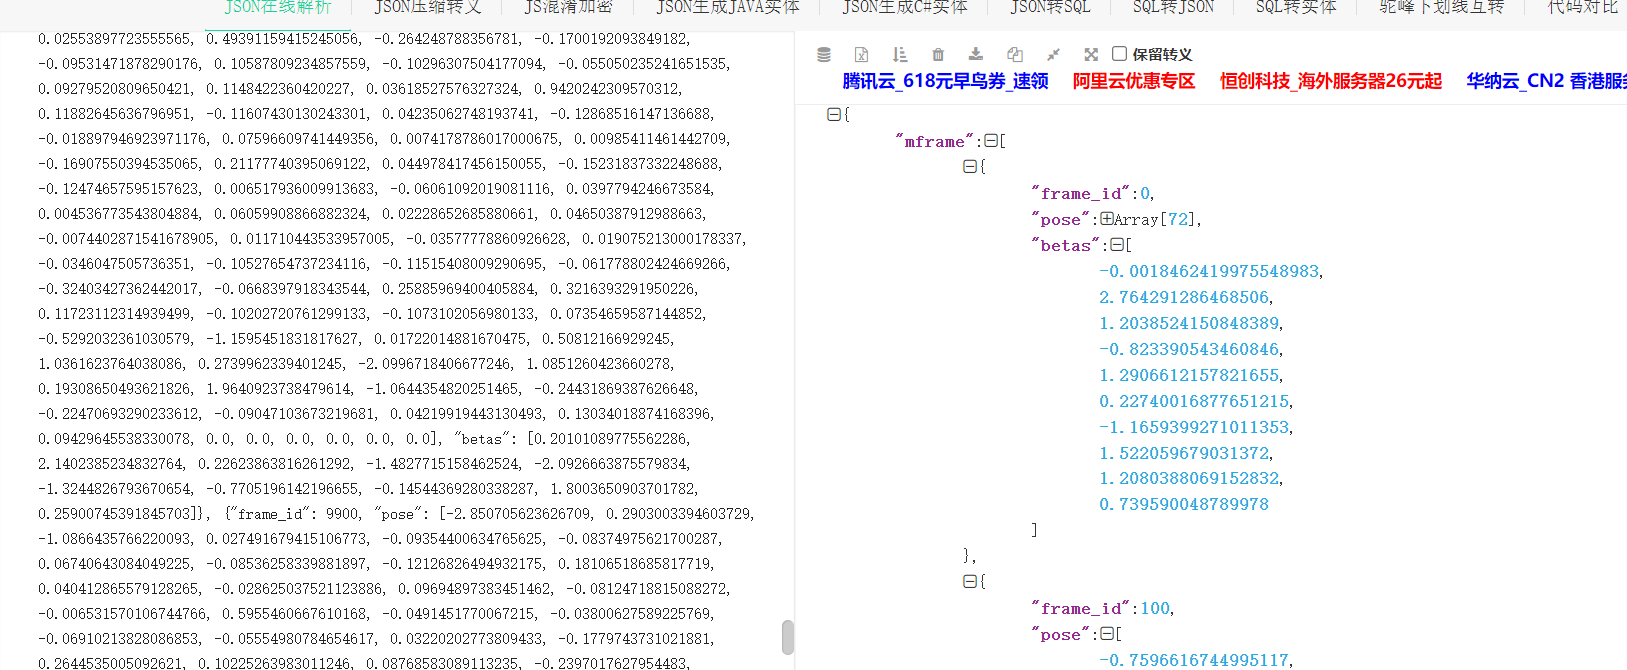 JSON在线解析 JSON压缩转义 JS混淆加密 JSON生成JAVA实体 JSON生成C#实体 JSON转SQL SQL转JSON SQL转实体 驼峰下划线互转 代码对比
0.02553897723555565, 0.49391159415245056, -0.264248788356781, -0.1700192093849182,
-0.09531471878290176, 0.10587809234857559, -0.10296307504177094, -0.055050235241651535,
0.09279520809650421, 0.1148422360420227, 0.03618527576327324, 0.9420242309570312,
0.11882645636796951, -0.11607430130243301, 0.04235062748193741, -0.12868516147136688,
-0.018897946923971176, 0.07596609741449356, 0.0074178786017000675, 0.009854114614427​09,
-0.16907550394535065, 0.21177740395069122, 0.044978417456150055, -0.15231837332248688,
-0.12474657595157623, 0.006517936009913683, -0.06061092019081116, 0.0397794246673584,
0.004536773543804884, 0.06059908866882324, 0.02228652685880661, 0.04650387912988663,
-0.0074402871541678905, 0.011710443533957005, -0.03577778860926628, 0.019075213000178337,
-0.0346047505736351, -0.10527654737234116, -0.11515408009290695, -0.061778802424669266,
-0.32403427362442017, -0.0668397918343544, 0.25885969400405884, 0.3216393291950226,
0.11723112314939499, -0.10202720761299133, -0.1073102056980133, 0.07354659587144852,
-0.5292032361030579, -1.1595451831817627, 0.01722014881670475, 0.50812166929245,
1.0361623764038086, 0.2739962339401245, -2.0996718406677246, 1.0851260423660278,
0.19308650493621826, 1.9640923738479614, -1.0644354820251465, -0.24431869387626648,
-0.22470693290233612, -0.09047103673219681, 0.04219919443130493, 0.13034018874168396,
0.09429645538330078, 0.0, 0.0, 0.0, 0.0, 0.0, 0.0], "betas": [0.20101089775562286,
2.1402385234832764, 0.22623863816261292, -1.4827715158462524, -2.0926663875579834,
-1.3244826793670654, -0.7705196142196655, -0.14544369280338287, 1.8003650903701782,
0.25900745391845703]}, {"frame_id": 9900, "pose": [-2.850705623626709, 0.2903003394603729,
-1.0866435766220093, 0.027491679415106773, -0.09354400634765625, -0.08374975621700287,
0.06740643084049225, -0.08536258339881897, -0.12126826494932175, 0.18106518685817719,
0.040412865579128265, -0.028625037521123886, 0.09694897383451462, -0.08124718815088272,
-0.006531570106744766, 0.5955460667610168, -0.0491451770067215, -0.03800627589225769,
-0.06910213828086853, -0.05554980784654617, 0.03220202773809433, -0.1779743731021881,
0.2644535005092621, 0.10225263983011246, 0.08768583089113235, -0.2397017627954483,
保留转义
腾讯云_618元早鸟券_速领 阿里云优惠专区 恒创科技_海外服务器26元起 华纳云_CN2 香港服务
{
"mframe":[
{
"frame_id":0,
"pose":Array[72],
"betas":[
-0.0018462419975548983,
2.764291286468506,
1.2038524150848389,
-0.823390543460846,
1.2906612157821655,
0.22740016877651215,
-1.1659399271011353,
1.522059679031372,
1.2080388069152832,
0.739590048789978
]
},
{
"frame_id":100,
"pose":[
-0.7596616744995117,